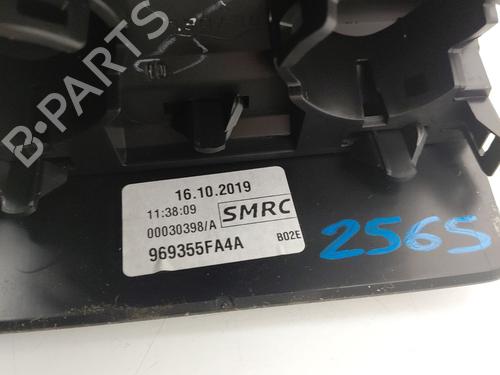 B-PARTS
16.10.2019
11:38:09
00030398/A
SMRC
969355FA4A
B02E
2565